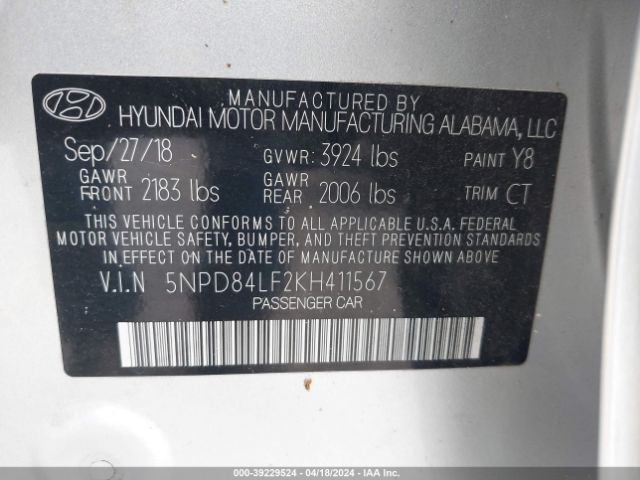 MANUFACTURED BY
HYUNDAI MOTOR MANUFACTURING ALABAMA, LLC
Sep/27/18 GVWR: 3924 lbs PAINT Y8
GAWR FRONT 2183 lbs GAWR REAR 2006 lbs TRIM CT
THIS VEHICLE CONFORMS TO ALL APPLICABLE U.S.A. FEDERAL
MOTOR VEHICLE SAFETY, BUMPER, AND THEFT PREVENTION STANDARDS
IN EFFECT ON THE DATE OF MANUFACTURE SHOWN ABOVE.
V.I.N 5NPD84LF2KH411567
PASSENGER CAR
000-39229524 | 04/18/2024 | IAA Inc.